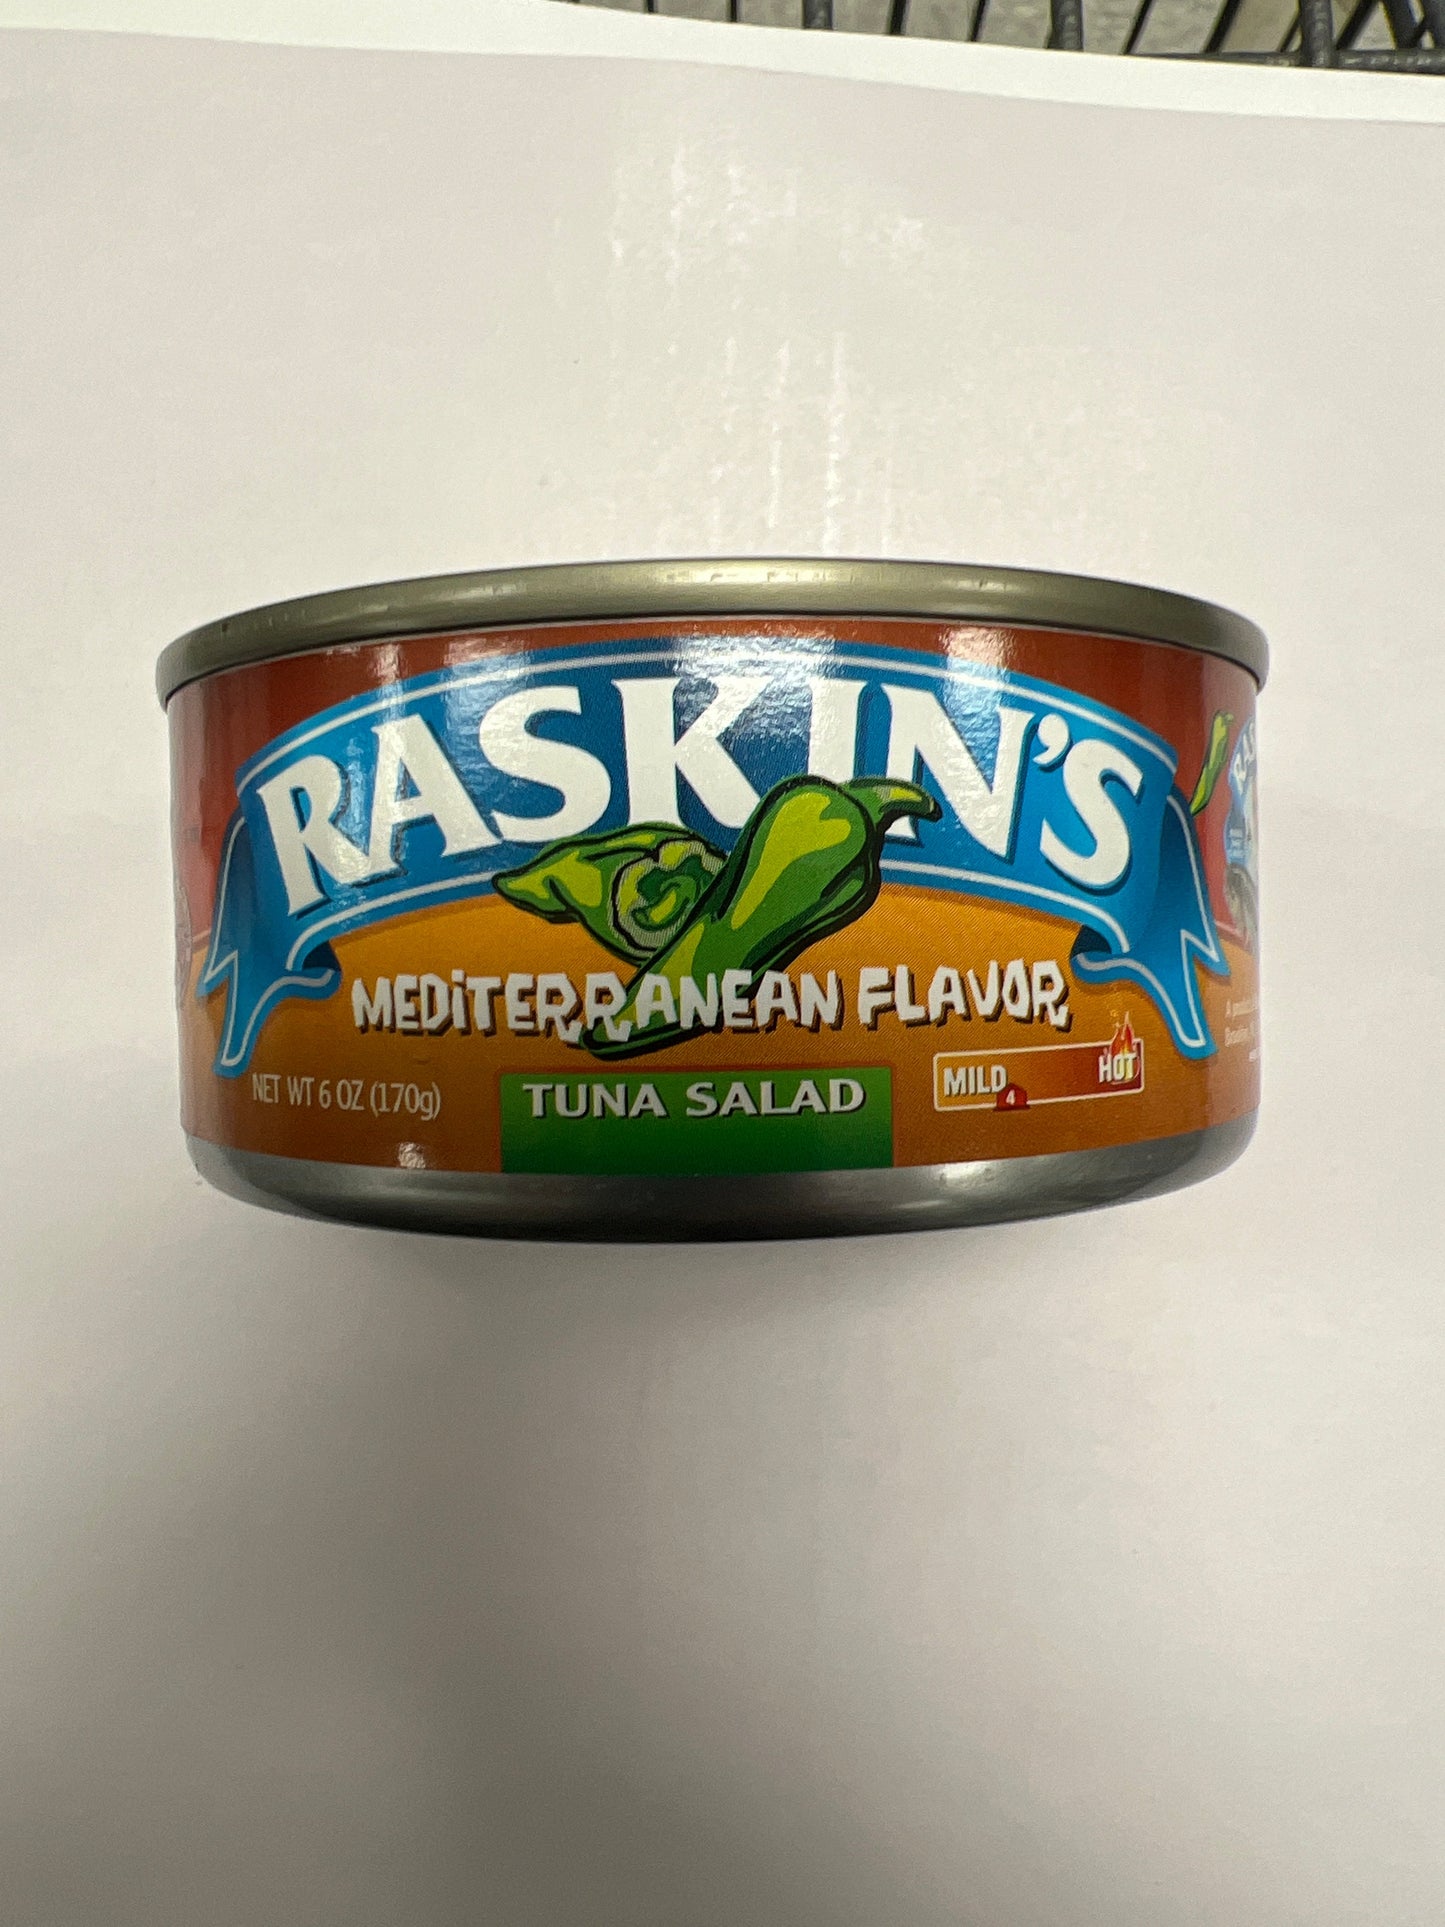 RASKIN'S
MEDiTERRANEAN FLAVOR
NET WT 6 OZ (170g)
TUNA SALAD
MILD
4
HOT